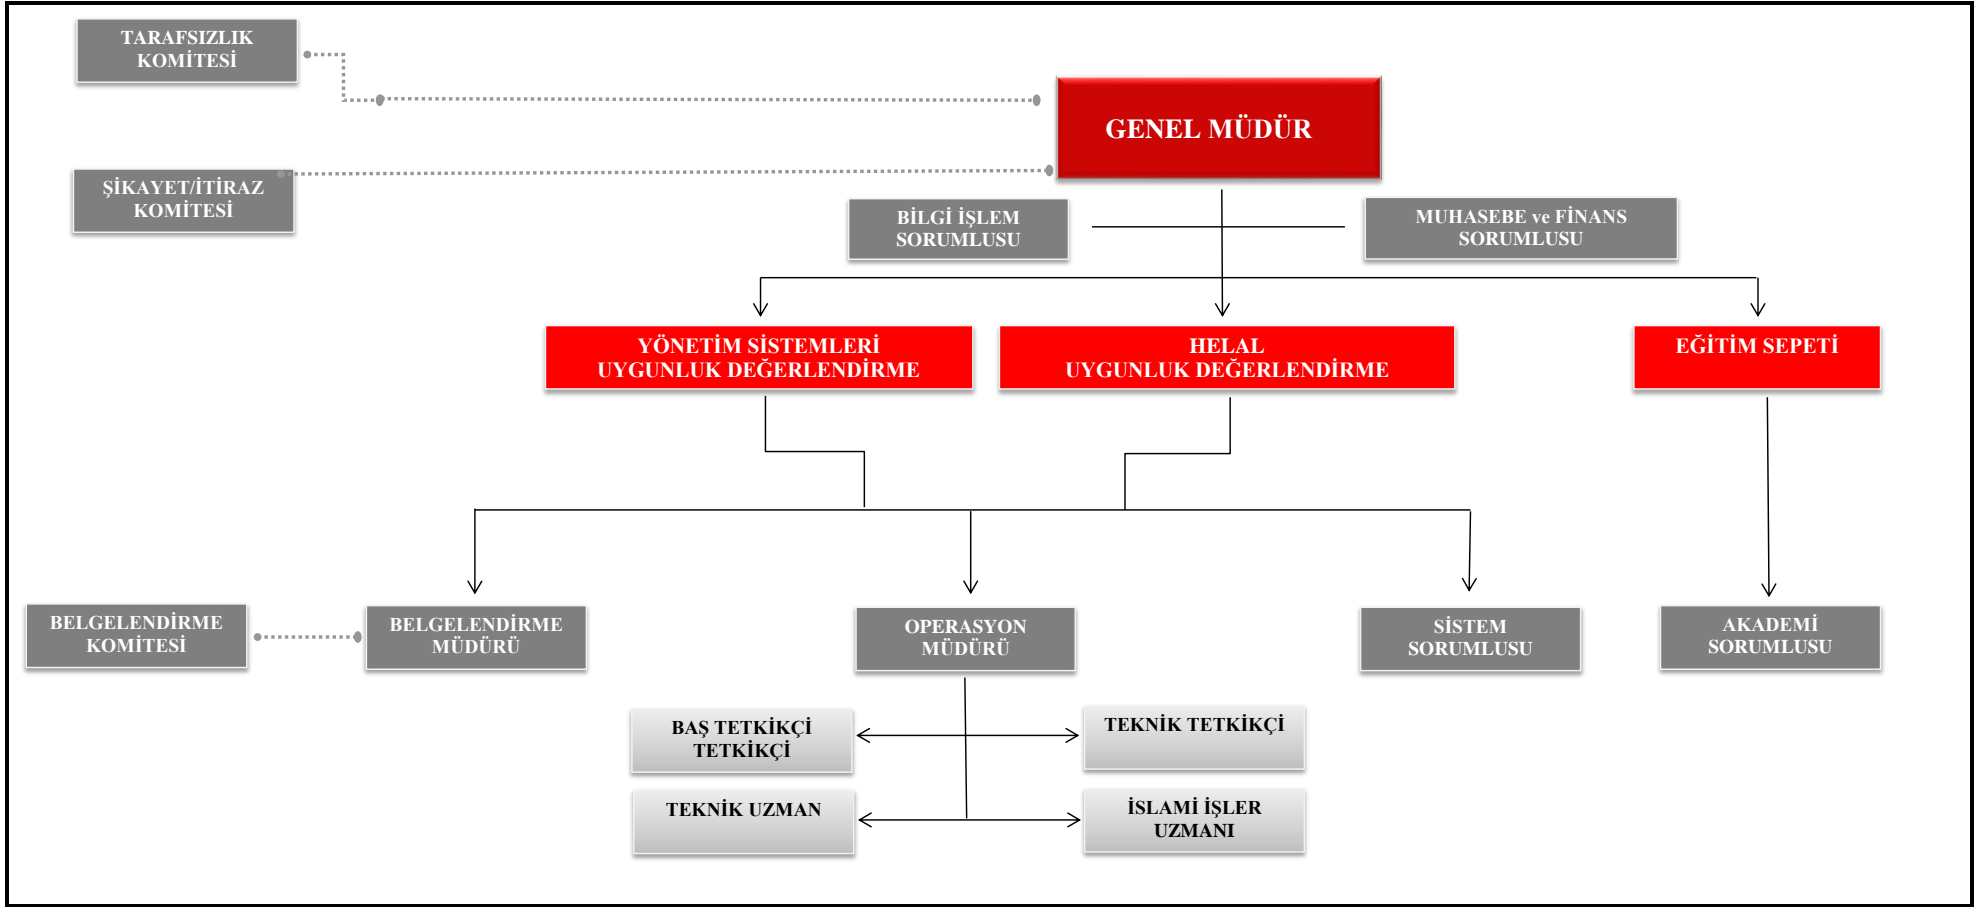 TARAFSIZLIK
KOMİTESİ
GENEL MÜDÜR
ŞİKAYET/İTİRAZ
KOMİTESİ
BİLGİ İŞLEM
SORUMLUSU
MUHASEBE ve FİNANS
SORUMLUSU
YÖNETİM SİSTEMLERİ
UYGUNLUK DEĞERLENDİRME
HELAL
UYGUNLUK DEĞERLENDİRME
EĞİTİM SEPETİ
BELGELENDİRME
KOMİTESİ
BELGELENDİRME
MÜDÜRÜ
OPERASYON
MÜDÜRÜ
SİSTEM
SORUMLUSU
AKADEMİ
SORUMLUSU
BAŞ TETKİKÇİ
TETKİKÇİ
TEKNİK TETKİKÇİ
TEKNİK UZMAN
İSLAMİ İŞLER
UZMANI